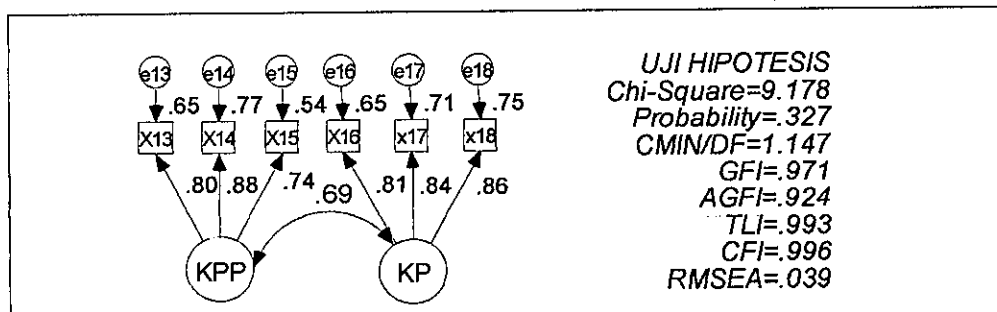 e13 e14 e15 e16 e17 e18
.65 .77 .54 .65 .71 .75
X13 X14 X15 X16 x17 x18
.80 .88 .74 .69 .81 .84 .86
KPP KP
UJI HIPOTESIS
Chi-Square=9.178
Probability=.327
CMIN/DF=1.147
GFI=.971
AGFI=.924
TLI=.993
CFI=.996
RMSEA=.039